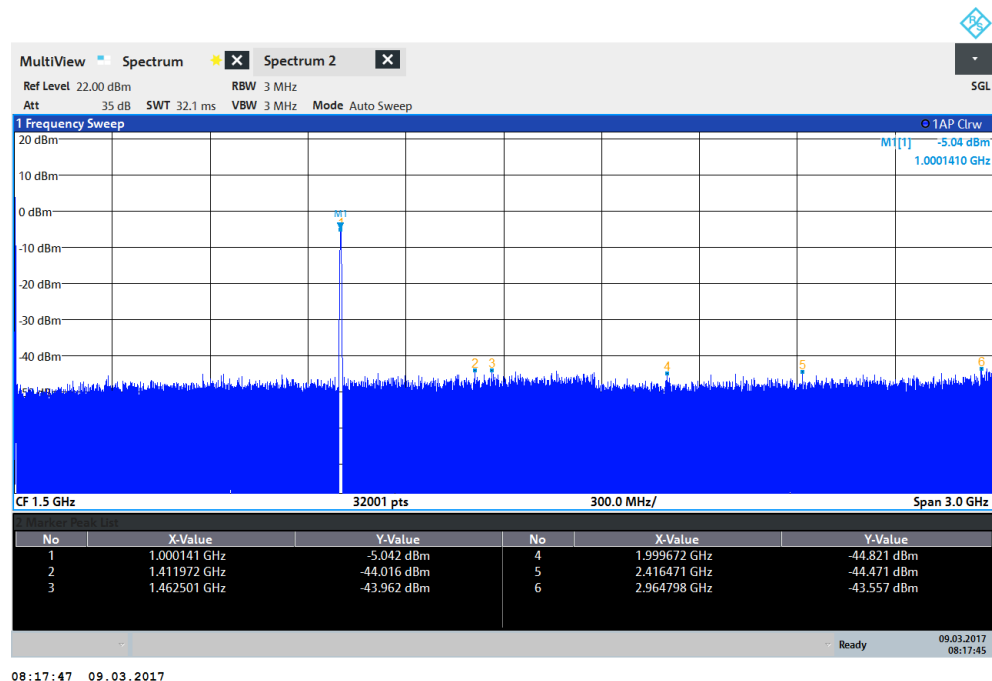 R S
MultiView Spectrum Spectrum 2
Ref Level 22.00 dBm RBW 3 MHz SGL
Att 35 dB SWT 32.1 ms VBW 3 MHz Mode Auto Sweep
1 Frequency Sweep 1AP Clrw
20 dBm M1[1] -5.04 dBm
1.0001410 GHz
10 dBm
0 dBm
M1
1
-10 dBm
-20 dBm
-30 dBm
-40 dBm
2 3 4 5 6
CF 1.5 GHz 32001 pts 300.0 MHz/ Span 3.0 GHz
2 Marker Peak List
No X-Value Y-Value No X-Value Y-Value
1 1.000141 GHz -5.042 dBm 4 1.999672 GHz -44.821 dBm
2 1.411972 GHz -44.016 dBm 5 2.416471 GHz -44.471 dBm
3 1.462501 GHz -43.962 dBm 6 2.964798 GHz -43.557 dBm
Ready 09.03.2017
08:17:45
08:17:47 09.03.2017